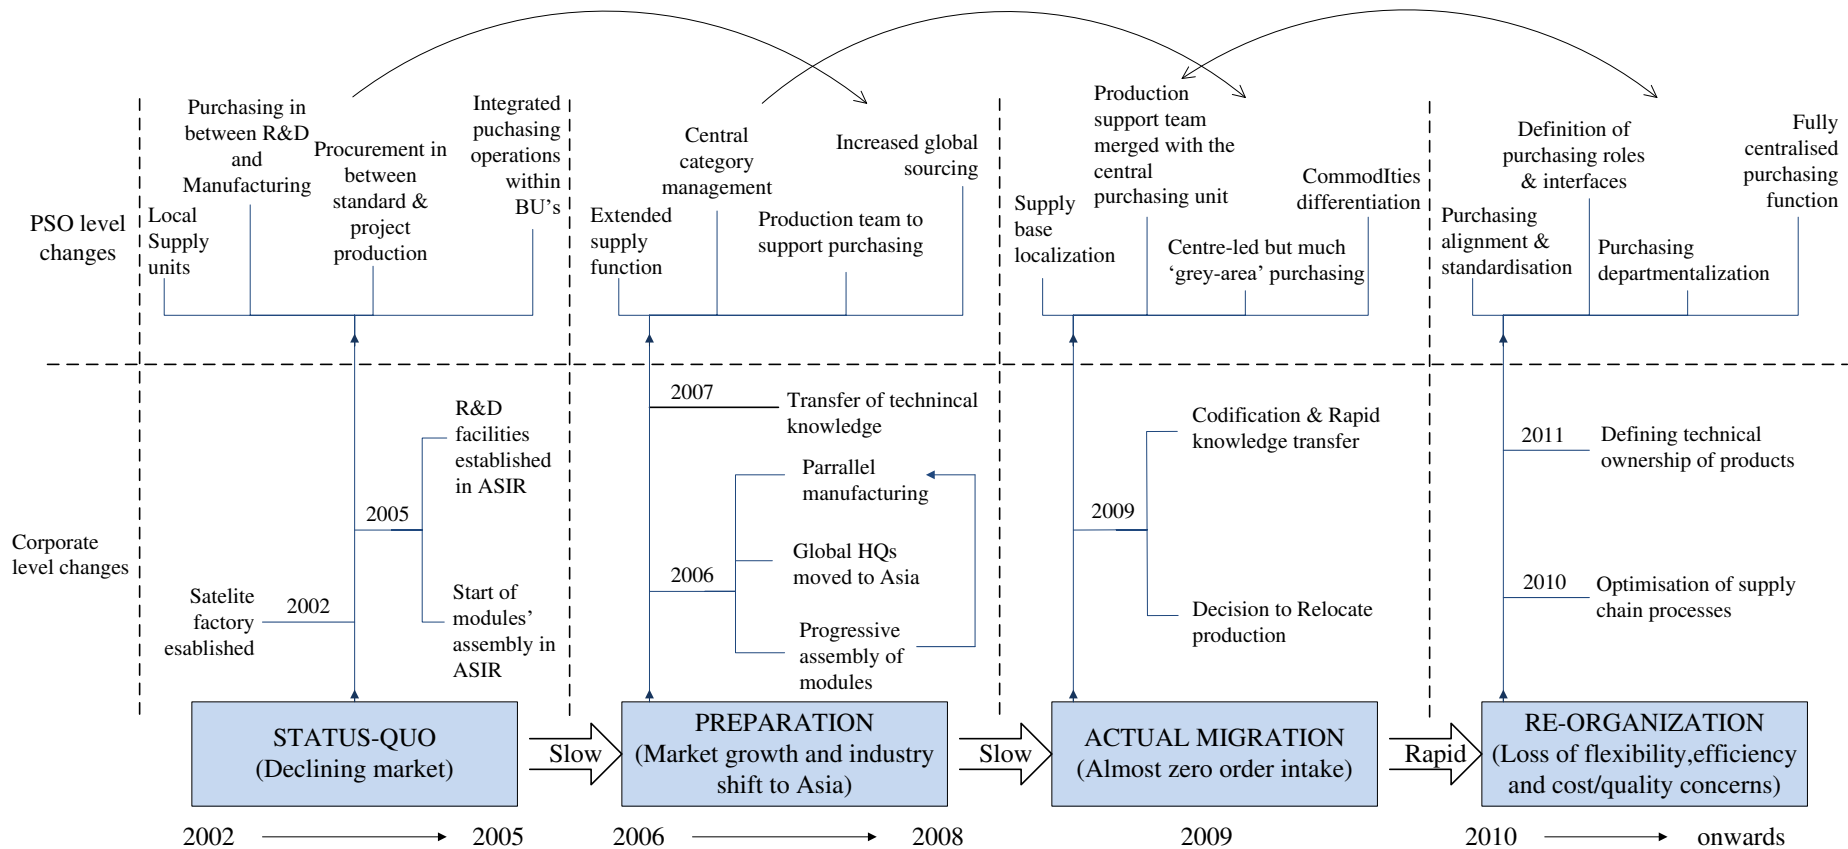 PSO level
changes
Purchasing in
between R&D
and
Manufacturing
Local
Supply
units
Procurement in
between
standard &
project
production
Integrated
puchasing
operations
within
BU's
Extended
supply
function
Central
category
management
Production team to
support purchasing
Increased global
sourcing
Supply
base
localization
Production
support team
merged with the
central
purchasing unit
Centre-led but much
‘grey-area’ purchasing
CommodIties
differentiation
Purchasing
alignment &
standardisation
Definition of
purchasing roles
& interfaces
Purchasing
departmentalization
Fully
centralised
purchasing
function
Corporate
level changes
Satelite
factory
esablished
2002
2005
R&D
facilities
established
in ASIR
Start of
modules’
assembly in
ASIR
2007
Transfer of technincal
knowledge
2006
Parrallel
manufacturing
Global HQs
moved to Asia
Progressive
assembly of
modules
2009
Codification & Rapid
knowledge transfer
Decision to Relocate
production
2011
Defining technical
ownership of products
2010
Optimisation of supply
chain processes
STATUS-QUO
(Declining market)
Slow
PREPARATION
(Market growth and industry
shift to Asia)
Slow
ACTUAL MIGRATION
(Almost zero order intake)
Rapid
RE-ORGANIZATION
(Loss of flexibility,efficiency
and cost/quality concerns)
2002
2005
2006
2008
2009
2010
onwards